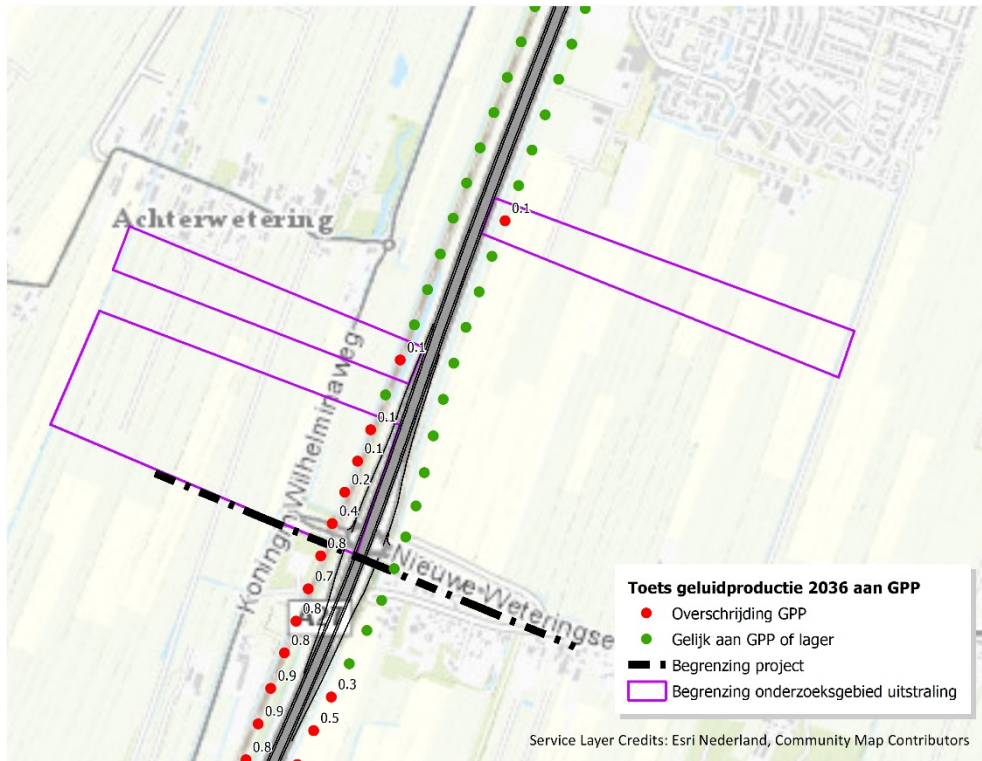 0.1
Achterwetering
0.1
0.1
0.1
0.2
0.4
0.8
Koningin Wilhelminaweg
0.7
Nieuwe-Weteringse
0.8
A27
0.8
0.9
0.3
0.9
0.5
0.8
Toets geluidproductie 2036 aan GPP
Overschrijding GPP
Gelijk aan GPP of lager
Begrenzing project
Begrenzing onderzoeksgebied uitstraling
Service Layer Credits: Esri Nederland, Community Map Contributors